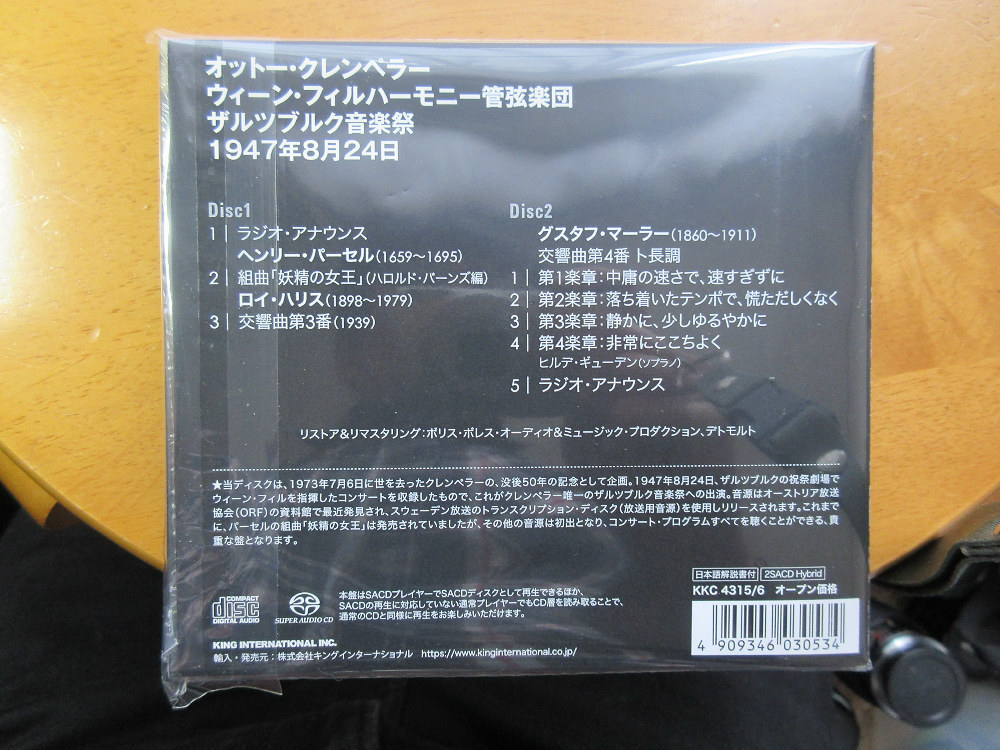 オットー・クレンペラー
ウィーン・フィルハーモニー管弦楽団
ザルツブルク音楽祭
1947年8月24日
Disc1
1｜ラジオ・アナウンス
ヘンリー・パーセル（1659〜1695）
2｜組曲「妖精の女王」（ハロルド・バーンズ編）
ロイ・ハリス（1898〜1979）
3｜交響曲第3番（1939）
Disc2
グスタフ・マーラー（1860〜1911）
交響曲第4番 ト長調
1｜第1楽章：中庸の速さで、速すぎずに
2｜第2楽章：落ち着いたテンポで、慌ただしくなく
3｜第3楽章：静かに、少しゆるやかに
4｜第4楽章：非常にここちよく
ヒルデ・ギューデン（ソプラノ）
5｜ラジオ・アナウンス
リストア＆リマスタリング：ボリス・ボレス・オーディオ＆ミュージック・プロダクション、デトモルト
★当ディスクは、1973年7月6日に世を去ったクレンペラーの、没後50年の記念として企画。1947年8月24日、ザルツブルクの祝祭劇場で
ウィーン・フィルを指揮したコンサートを収録したもので、これがクレンペラー唯一のザルツブルク音楽祭への出演。音源はオーストリア放送
協会（ORF）の資料館で最近発見され、スウェーデン放送のトランスクリプション・ディスク（放送用音源）を使用しリリースされます。これまで
に、パーセルの組曲「妖精の女王」は発売されていましたが、その他の音源は初出となり、コンサート・プログラムすべてを聴くことができる、貴
重な盤となります。
日本語解説書付 2SACD Hybrid
KKC 4315/6 オープン価格
COMPACT
disc
DIGITAL AUDIO
SUPER AUDIO CD
本盤はSACDプレイヤーでSACDディスクとして再生できるほか、
SACDの再生に対応していない通常プレイヤーでもCD層を読み取ることで、
通常のCDと同様に再生をお楽しみいただけます。
4 909346 030534
KING INTERNATIONAL INC.
輸入・発売元：株式会社キングインターナショナル https://www.kinginternational.co.jp/